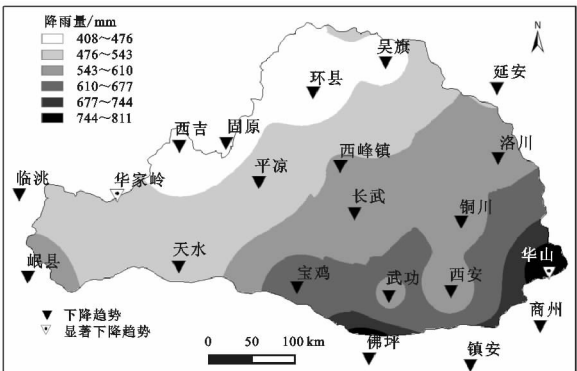 降雨量/mm
408～476
476～543
543～610
610～677
677～744
744～811
N
吴旗
延安
环县
西吉
固原
洛川
西峰镇
平凉
临洮
华家岭
长武
铜川
华山
岷县
天水
宝鸡
武功
西安
商州
下降趋势
显著下降趋势
佛坪
镇安
0 50 100 km